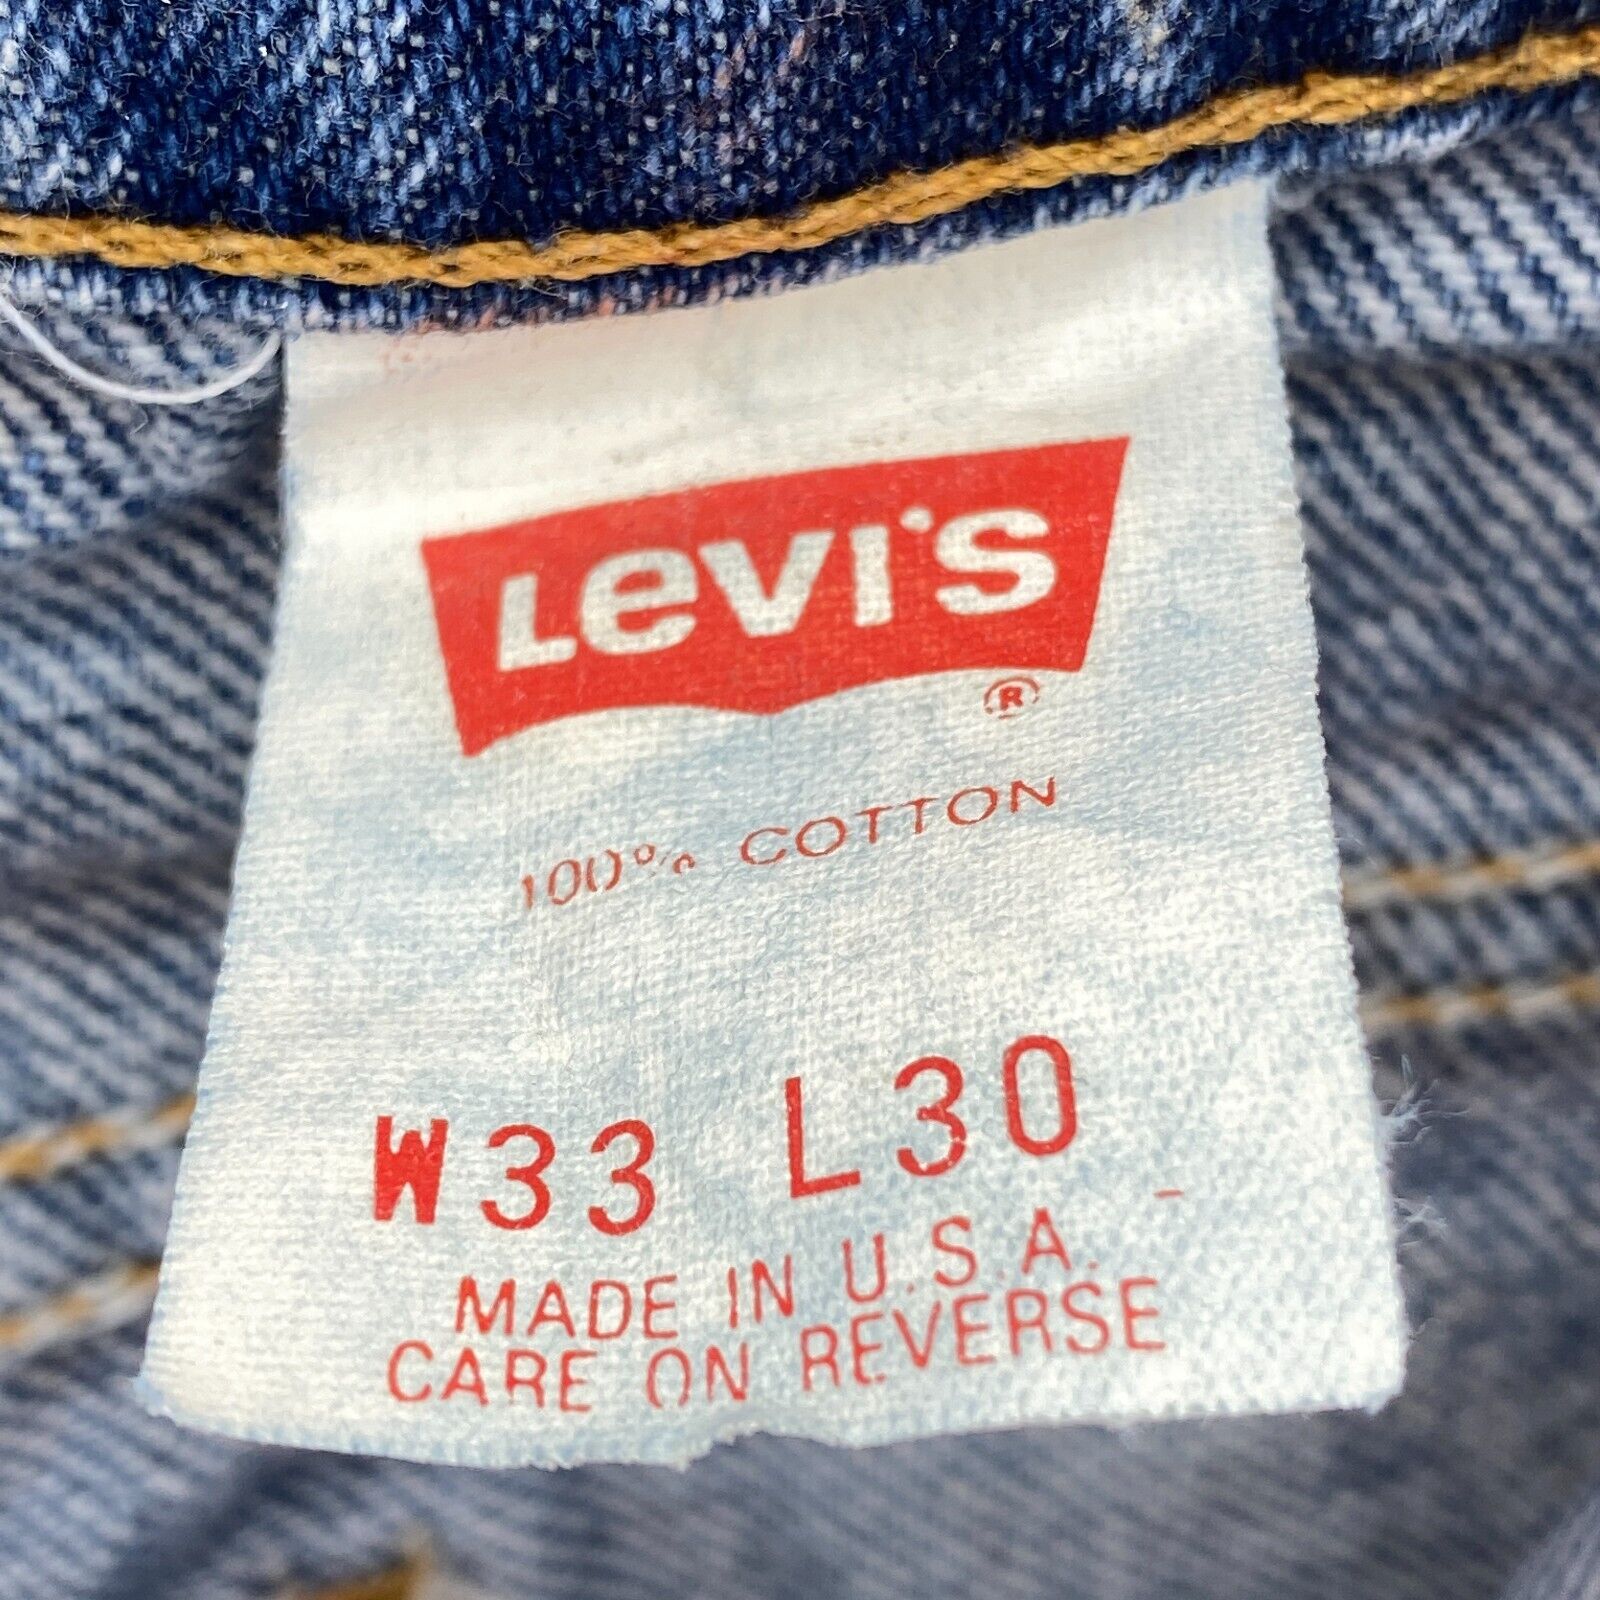 Levi's
®
100% COTTON
W33 L30
MADE IN U.S.A.
CARE ON REVERSE